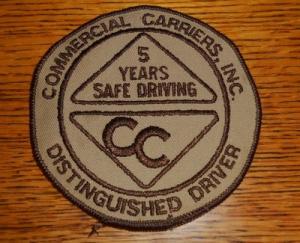 COMMERCIAL CARRIERS, INC.
5
YEARS
SAFE DRIVING
CC
DISTINGUISHED DRIVER